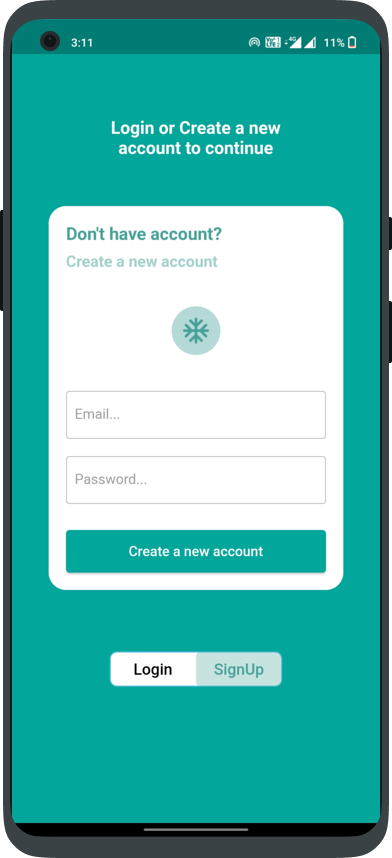 3:11
4G
11%
Login or Create a new
account to continue
Don't have account?
Create a new account
Email...
Password...
Create a new account
Login
SignUp